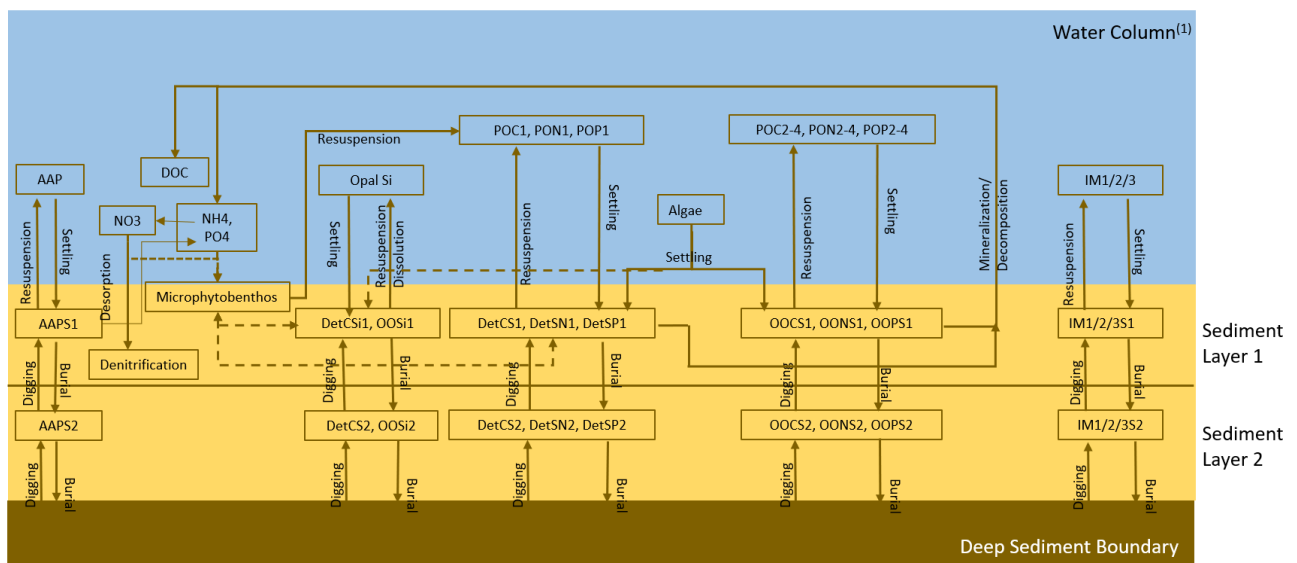 Water Column(1)
POC1, PON1, POP1
POC2-4, PON2-4, POP2-4
Resuspension
DOC
AAP
Opal Si
IM1/2/3
Algae
NO3
NH4,
PO4
Resuspension
Settling
Desorption
Settling
Resuspension
Dissolution
Resuspension
Settling
Settling
Resuspension
Settling
Mineralization/
Decomposition
Resuspension
Settling
Microphytobenthos
AAPS1
DetCSi1, OOSi1
DetCS1, DetSN1, DetSP1
OOCS1, OONS1, OOPS1
IM1/2/3S1
Sediment
Layer 1
Denitrification
Digging
Burial
Digging
Burial
Digging
Burial
Digging
Burial
Digging
Burial
AAPS2
DetCS2, OOSi2
DetCS2, DetSN2, DetSP2
OOCS2, OONS2, OOPS2
IM1/2/3S2
Sediment
Layer 2
Digging
Burial
Digging
Burial
Digging
Burial
Digging
Burial
Digging
Burial
Deep Sediment Boundary